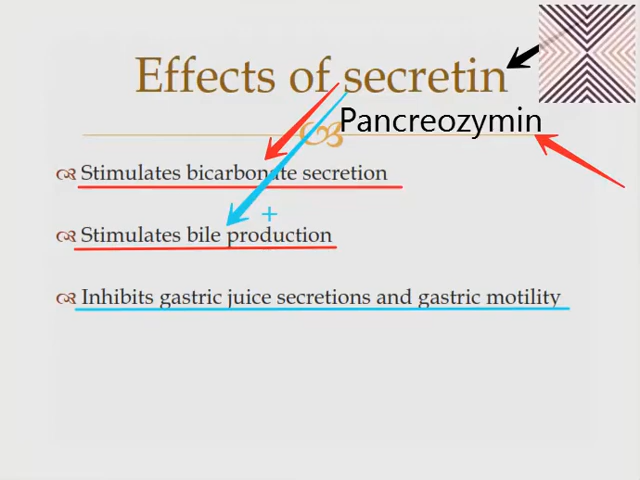 Effects of secretin
Pancreozymin
Stimulates bicarbonate secretion
+
Stimulates bile production
Inhibits gastric juice secretions and gastric motility